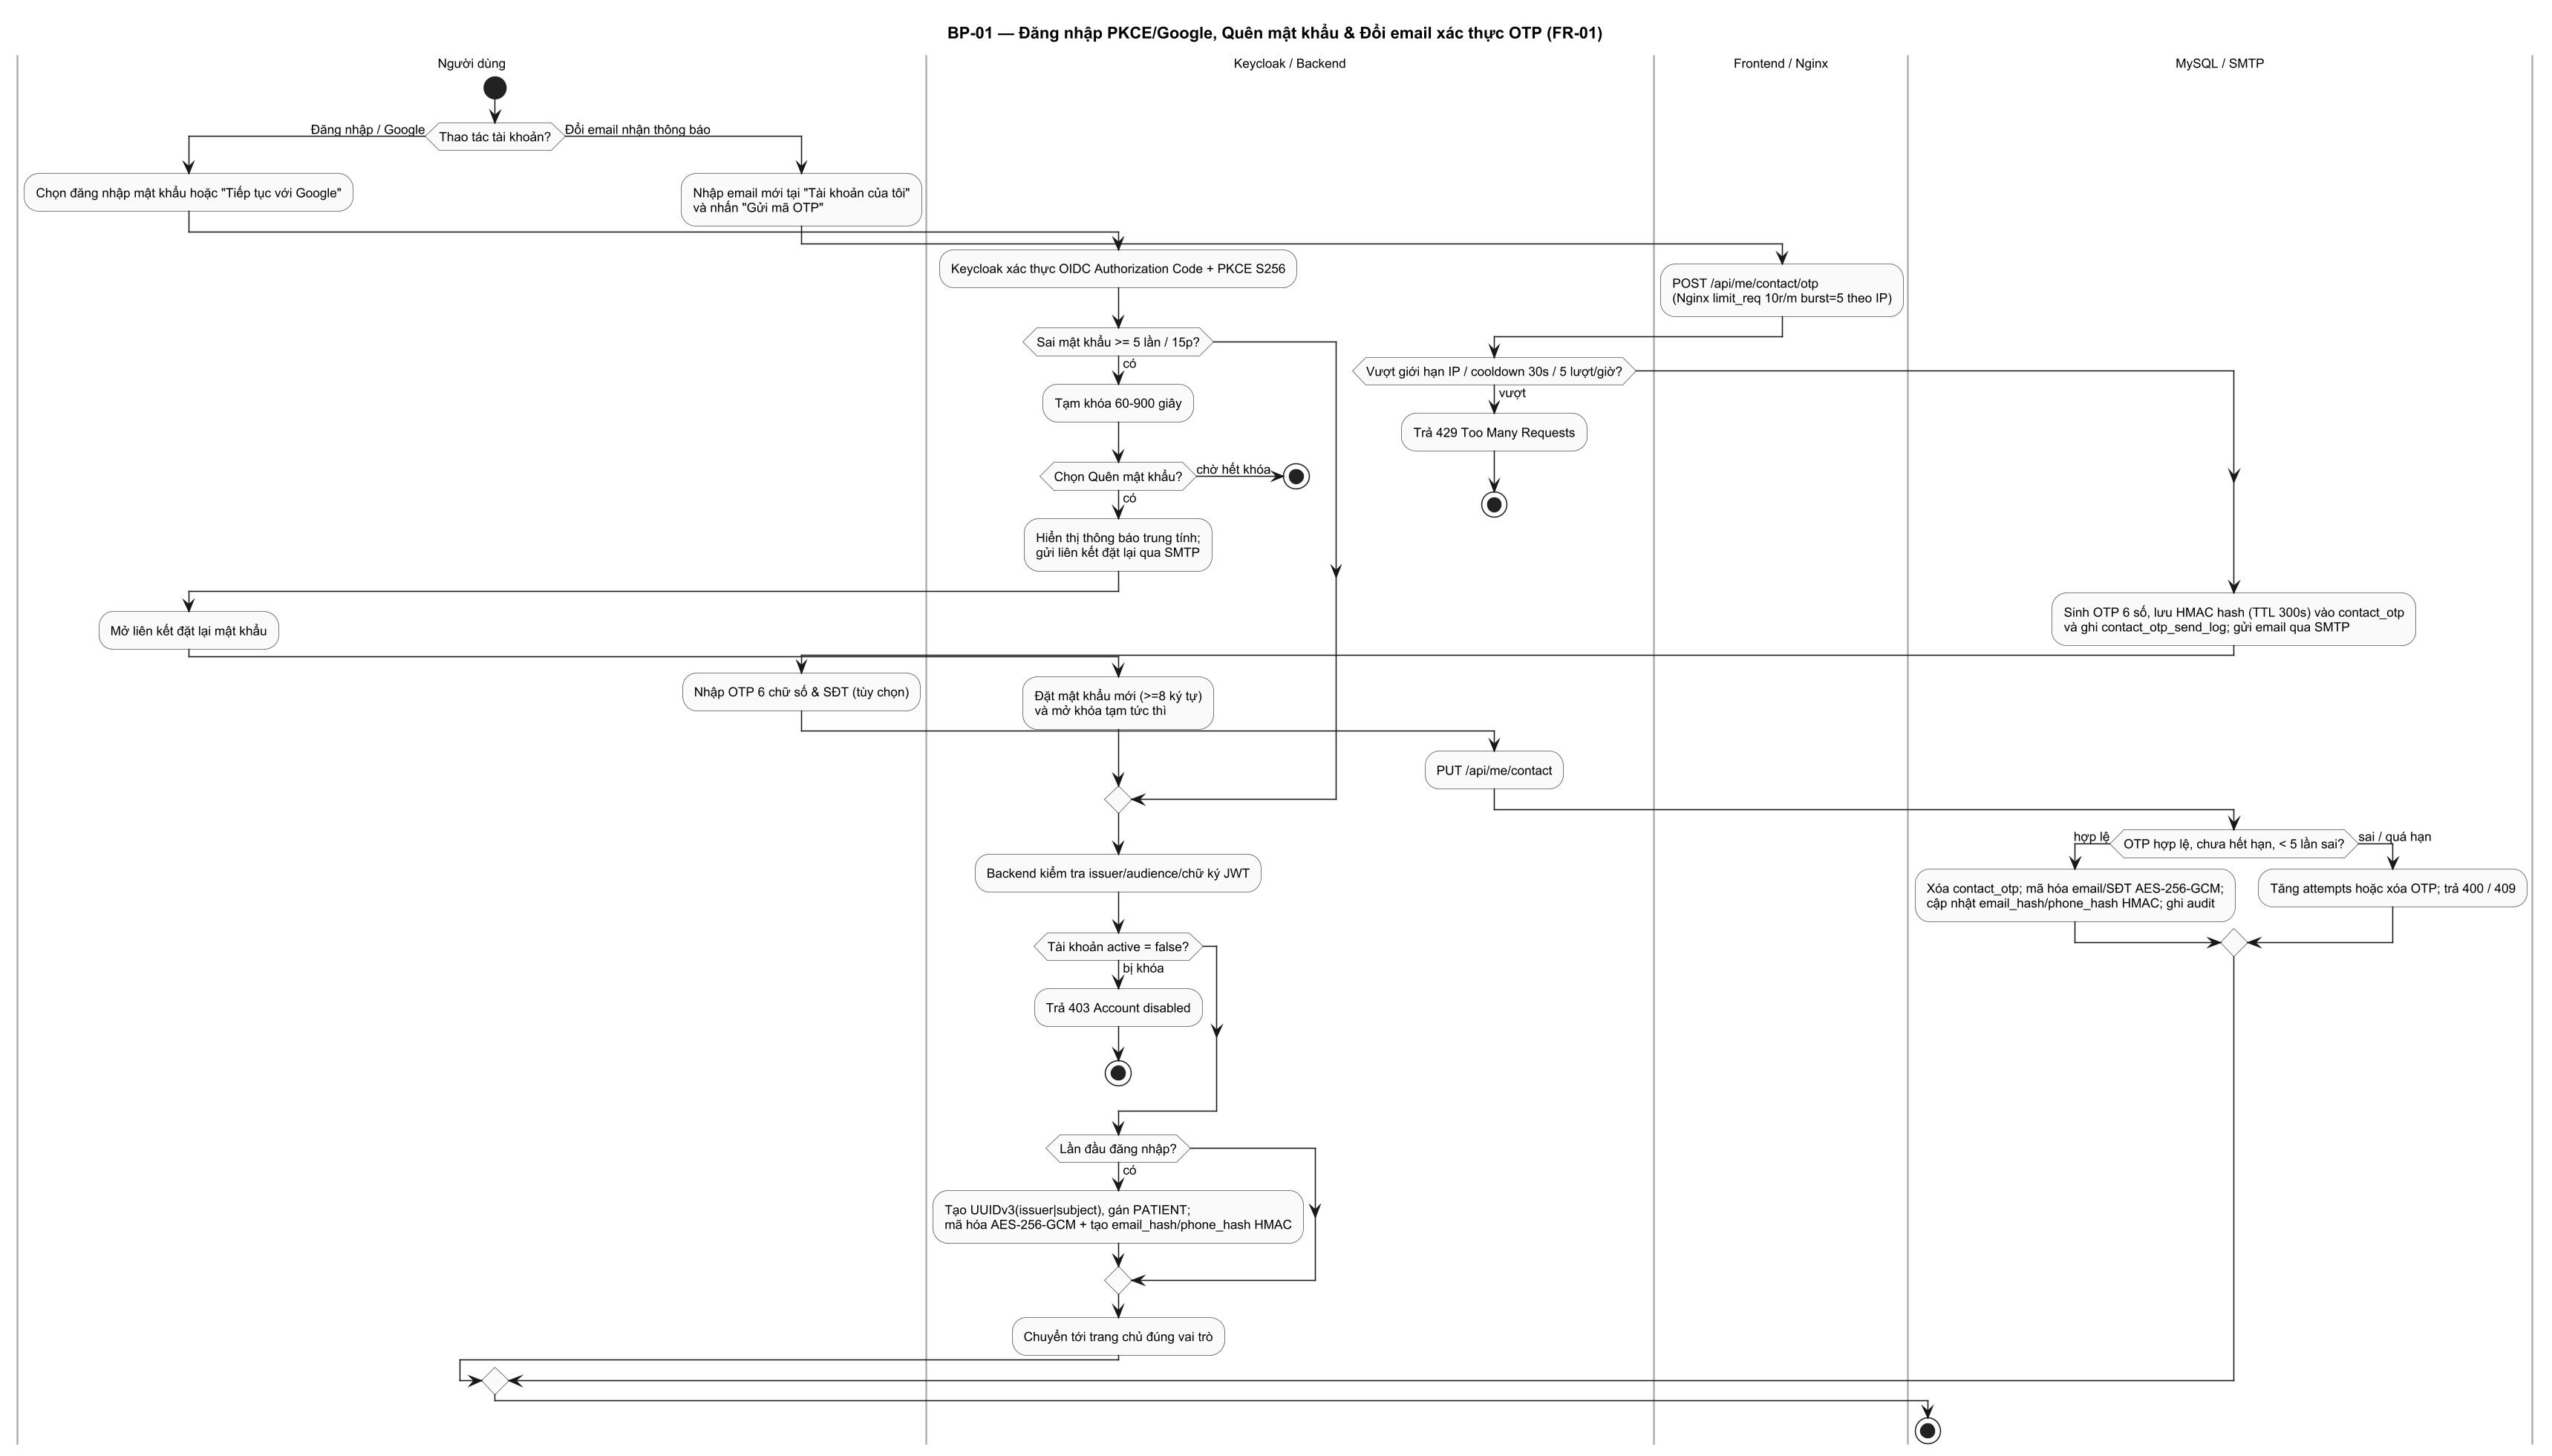 BP-01 — Đăng nhập PKCE/Google, Quên mật khẩu & Đổi email xác thực OTP (FR-01)
Người dùng
Keycloak / Backend
Frontend / Nginx
MySQL / SMTP
Thao tác tài khoản?
Đăng nhập / Google
Đổi email nhận thông báo
Chọn đăng nhập mật khẩu hoặc "Tiếp tục với Google"
Nhập email mới tại "Tài khoản của tôi"
và nhấn "Gửi mã OTP"
Keycloak xác thực OIDC Authorization Code + PKCE S256
POST /api/me/contact/otp
(Nginx limit_req 10r/m burst=5 theo IP)
Sai mật khẩu >= 5 lần / 15p?
có
Vượt giới hạn IP / cooldown 30s / 5 lượt/giờ?
vượt
Tạm khóa 60-900 giây
Trả 429 Too Many Requests
Chọn Quên mật khẩu?
chờ hết khóa
có
Hiển thị thông báo trung tính;
gửi liên kết đặt lại qua SMTP
Mở liên kết đặt lại mật khẩu
Sinh OTP 6 số, lưu HMAC hash (TTL 300s) vào contact_otp
và ghi contact_otp_send_log; gửi email qua SMTP
Nhập OTP 6 chữ số & SĐT (tùy chọn)
Đặt mật khẩu mới (>=8 ký tự)
và mở khóa tạm tức thì
PUT /api/me/contact
hợp lệ
OTP hợp lệ, chưa hết hạn, < 5 lần sai?
sai / quá hạn
Backend kiểm tra issuer/audience/chữ ký JWT
Xóa contact_otp; mã hóa email/SĐT AES-256-GCM;
cập nhật email_hash/phone_hash HMAC; ghi audit
Tăng attempts hoặc xóa OTP; trả 400 / 409
Tài khoản active = false?
bị khóa
Trả 403 Account disabled
Lần đầu đăng nhập?
có
Tạo UUIDv3(issuer|subject), gán PATIENT;
mã hóa AES-256-GCM + tạo email_hash/phone_hash HMAC
Chuyển tới trang chủ đúng vai trò